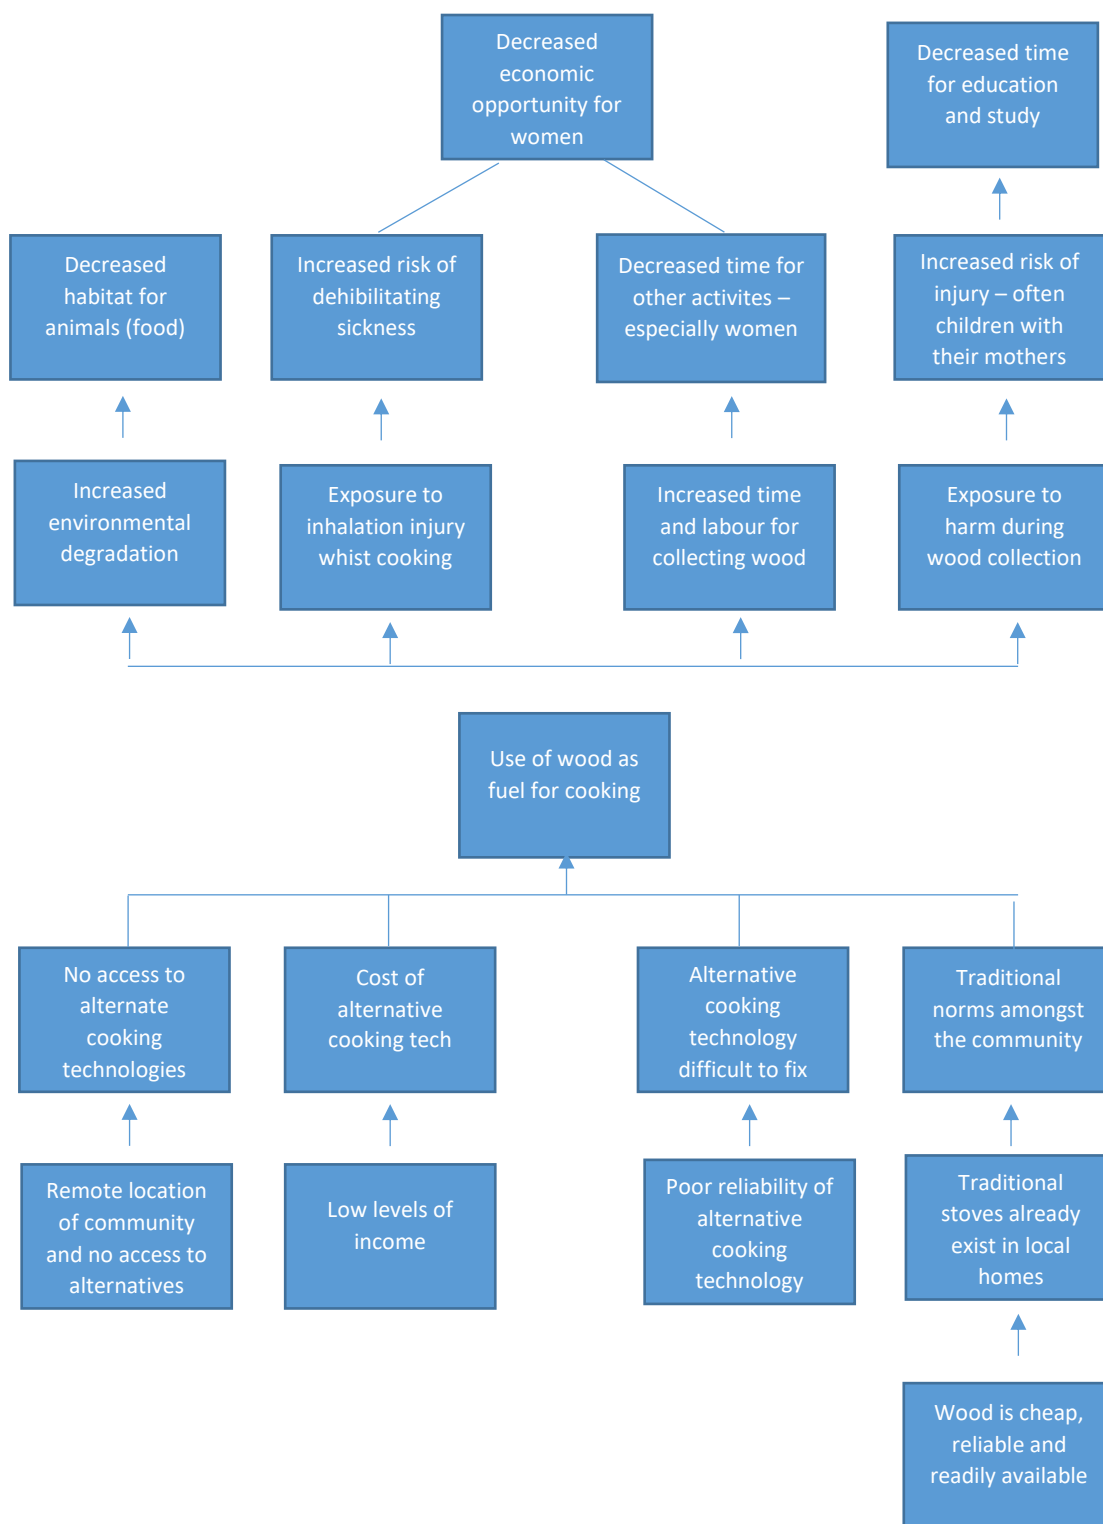 Decreased
economic
opportunity for
women
Decreased time
for education
and study
Decreased
habitat for
animals (food)
Increased risk of
dehibilitating
sickness
Decreased time for
other activites –
especially women
Increased risk of
injury – often
children with
their mothers
Increased
environmental
degradation
Exposure to
inhalation injury
whist cooking
Increased time
and labour for
collecting wood
Exposure to
harm during
wood collection
Use of wood as
fuel for cooking
No access to
alternate
cooking
technologies
Cost of
alternative
cooking tech
Alternative
cooking
technology
difficult to fix
Traditional
norms amongst
the community
Remote location
of community
and no access to
alternatives
Low levels of
income
Poor reliability of
alternative
cooking
technology
Traditional
stoves already
exist in local
homes
Wood is cheap,
reliable and
readily available